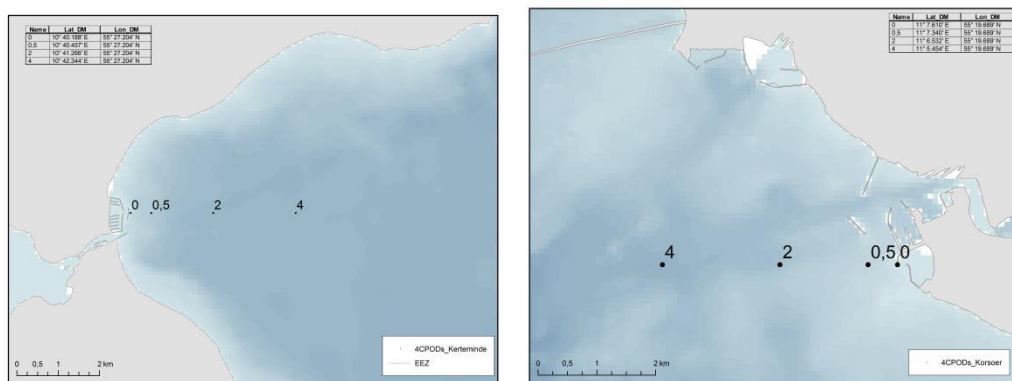 Name Lat_DM Lon_DM
0 10° 40.188' E 55° 27.204' N
0,5 10° 40.457' E 55° 27.204' N
2 10° 41.266' E 55° 27.204' N
4 10° 42.344' E 55° 27.204' N
0 0,5 2 4
4CPODs_Kerteminde
EEZ
0 0,5 1 2 km
Name Lat_DM Lon_DM
0 11° 7.610' E 55° 19.689' N
0,5 11° 7.340' E 55° 19.689' N
2 11° 6.532' E 55° 19.689' N
4 11° 5.454' E 55° 19.689' N
4 2 0,5 0
4CPODs_Korsoer
0 0,5 1 2 km